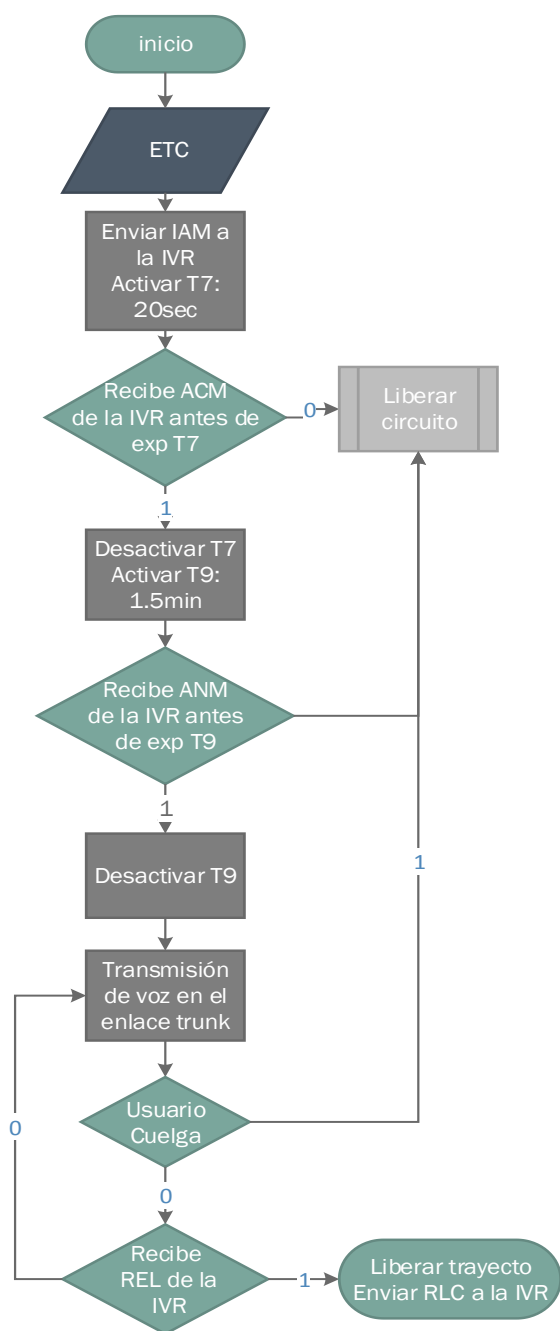 inicio
ETC
Enviar IAM a
la IVR
Activar T7:
20sec
Recibe ACM
de la IVR antes de
exp T7
0
Liberar
circuito
1
Desactivar T7
Activar T9:
1.5min
Recibe ANM
de la IVR antes
de exp T9
1
Desactivar T9
1
Transmisión
de voz en el
enlace trunk
Usuario
Cuelga
0
0
Recibe
REL de la
IVR
1
Liberar trayecto
Enviar RLC a la IVR